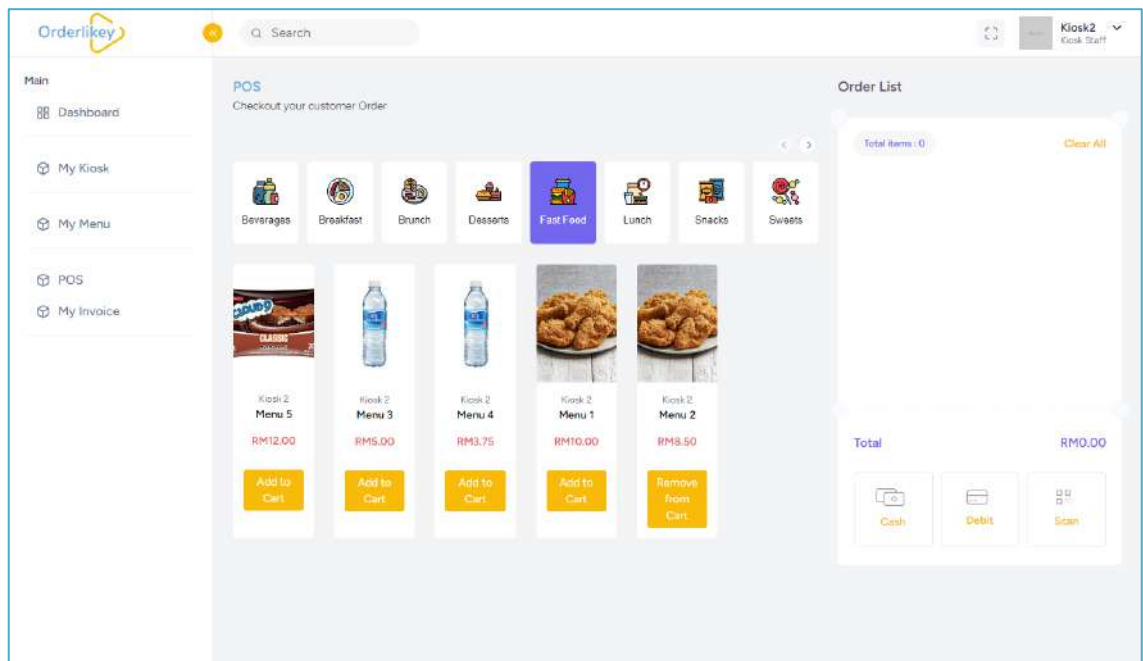 Orderlikey
Search
Kiosk2
Kiosk Staff
Main
Dashboard
My Kiosk
My Menu
POS
My Invoice
POS
Checkout your customer Order
Beverages
Breakfast
Brunch
Desserts
Fast Food
Lunch
Snacks
Sweets
CLOUD9
CLASSIC
Kiosk 2
Menu 5
RM12.00
Add to
Cart
Kiosk 2
Menu 3
RM5.00
Add to
Cart
Kiosk 2
Menu 4
RM3.75
Add to
Cart
Kiosk 2
Menu 1
RM10.00
Add to
Cart
Kiosk 2
Menu 2
RM8.50
Remove
from
Cart
Order List
Total items : 0
Clear All
Total
RM0.00
Cash
Debit
Scan